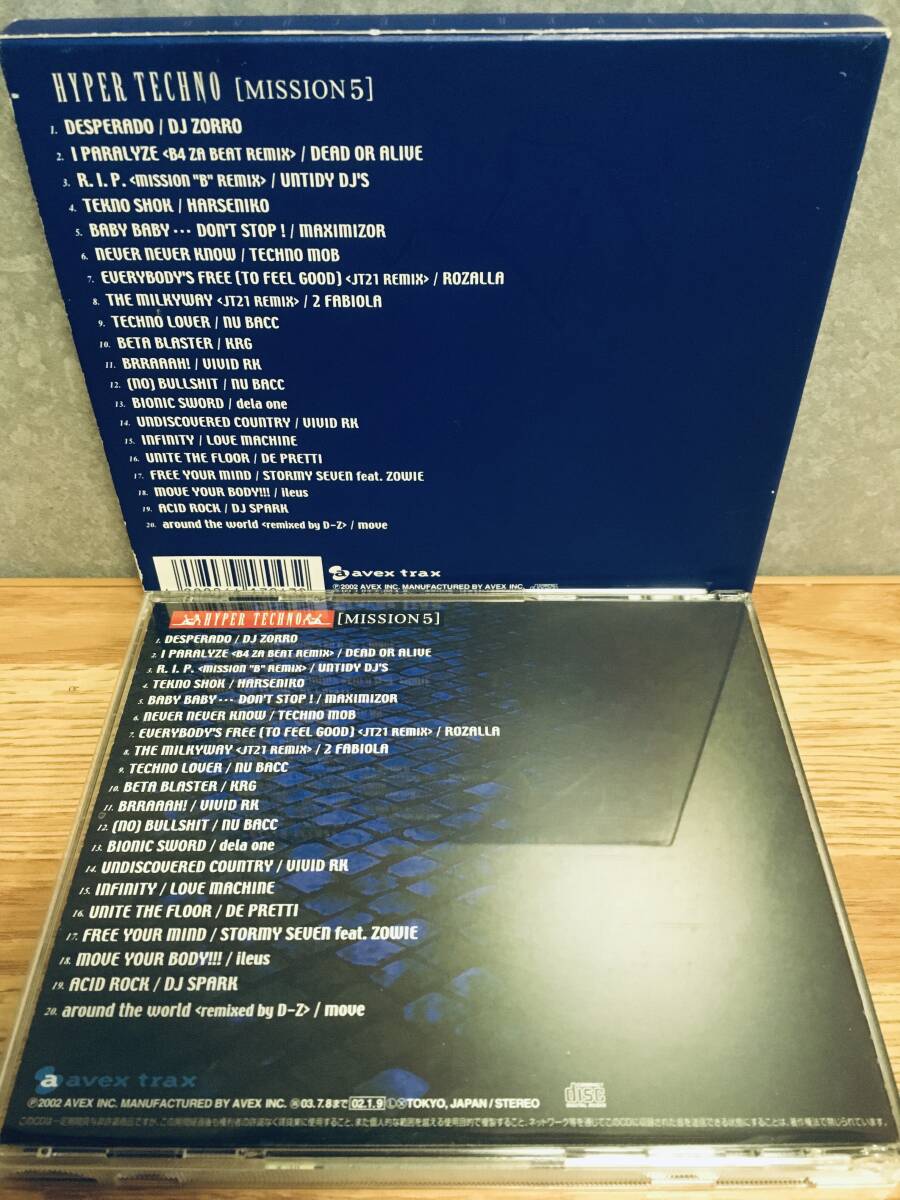 HYPER TECHNO [MISSION 5]
1. DESPERADO / DJ ZORRO
2. I PARALYZE <B4 ZA BEAT REMIX> / DEAD OR ALIVE
3. R. I. P. <MISSION "B" REMIX> / UNTIDY DJ'S
4. TEKNO SHOK / HARSENIKO
5. BABY BABY ··· DON'T STOP ! / MAXIMIZOR
6. NEVER NEVER KNOW / TECHNO MOB
7. EVERYBODY'S FREE (TO FEEL GOOD) <JT21 REMIX> / ROZALLA
8. THE MILKYWAY <JT21 REMIX> / 2 FABIOLA
9. TECHNO LOVER / NU BACC
10. BETA BLASTER / KRG
11. BRRAAAH! / VIVID RK
12. (NO) BULLSHIT / NU BACC
13. BIONIC SWORD / dela one
14. UNDISCOVERED COUNTRY / VIVID RK
15. INFINITY / LOVE MACHINE
16. UNITE THE FLOOR / DE PRETTI
17. FREE YOUR MIND / STORMY SEVEN feat. ZOWIE
18. MOVE YOUR BODY!!! / ileus
19. ACID ROCK / DJ SPARK
20. around the world <remixed by D-Z> / move
avex trax
℗2002 AVEX INC. MANUFACTURED BY AVEX INC.
HYPER TECHNO [MISSION 5]
1. DESPERADO / DJ ZORRO
2. I PARALYZE <B4 ZA BEAT REMIX> / DEAD OR ALIVE
3. R. I. P. <MISSION "B" REMIX> / UNTIDY DJ'S
4. TEKNO SHOK / HARSENIKO
5. BABY BABY ··· DON'T STOP ! / MAXIMIZOR
6. NEVER NEVER KNOW / TECHNO MOB
7. EVERYBODY'S FREE (TO FEEL GOOD) <JT21 REMIX> / ROZALLA
8. THE MILKYWAY <JT21 REMIX> / 2 FABIOLA
9. TECHNO LOVER / NU BACC
10. BETA BLASTER / KRG
11. BRRAAAH! / VIVID RK
12. (NO) BULLSHIT / NU BACC
13. BIONIC SWORD / dela one
14. UNDISCOVERED COUNTRY / VIVID RK
15. INFINITY / LOVE MACHINE
16. UNITE THE FLOOR / DE PRETTI
17. FREE YOUR MIND / STORMY SEVEN feat. ZOWIE
18. MOVE YOUR BODY!!! / ileus
19. ACID ROCK / DJ SPARK
20. around the world <remixed by D-Z> / move
avex trax
℗2002 AVEX INC. MANUFACTURED BY AVEX INC. 03.7.8まで 02.1.9 TOKYO, JAPAN / STEREO
COMPACT disc DIGITAL AUDIO